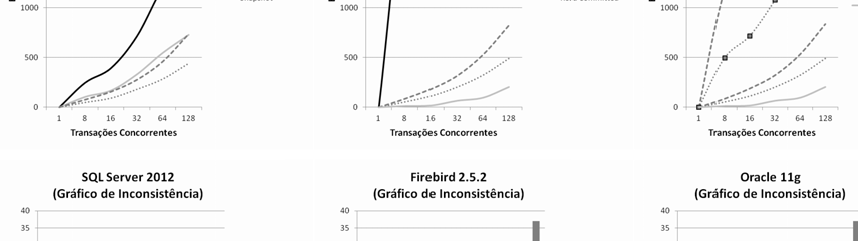 1000
500
0
1 8 16 32 64 128
Transações Concorrentes
1000
500
0
1 8 16 32 64 128
Transações Concorrentes
1000
500
0
1 8 16 32 64 128
Transações Concorrentes
SQL Server 2012
(Gráfico de Inconsistência)
40
35
Firebird 2.5.2
(Gráfico de Inconsistência)
40
35
Oracle 11g
(Gráfico de Inconsistência)
40
35